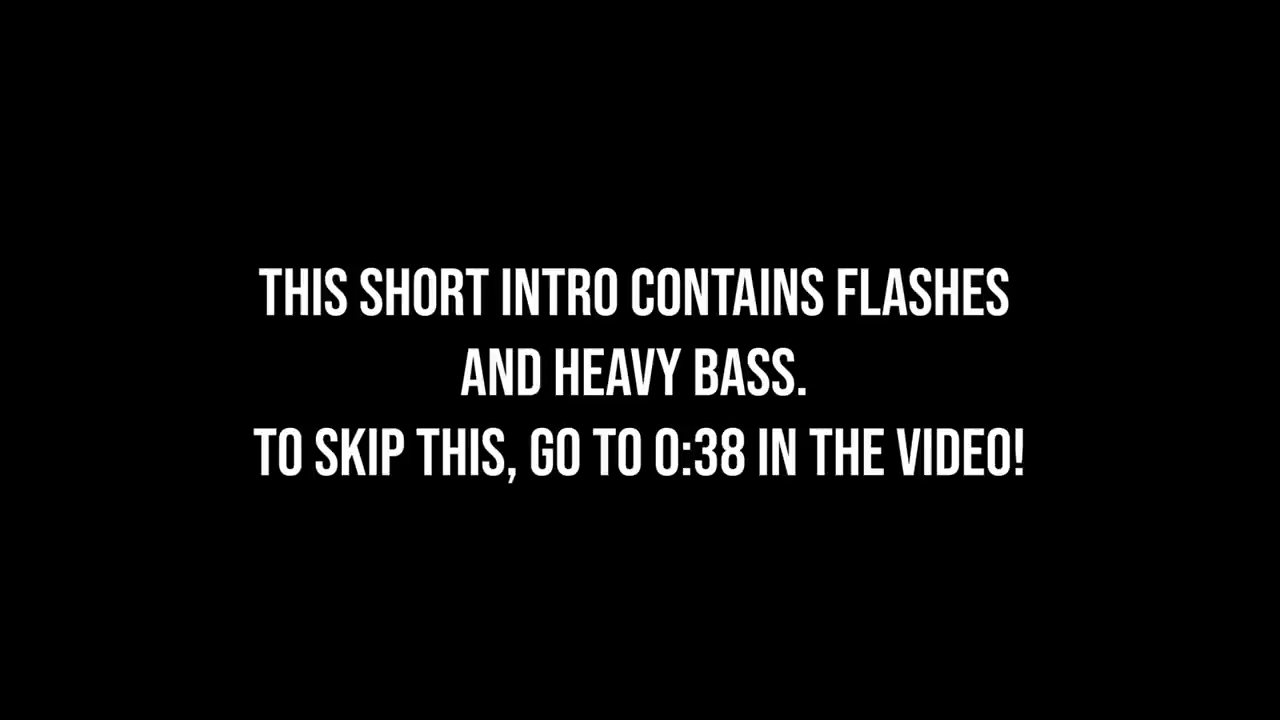 THIS SHORT INTRO CONTAINS FLASHES
AND HEAVY BASS.
TO SKIP THIS, GO TO 0:38 IN THE VIDEO!